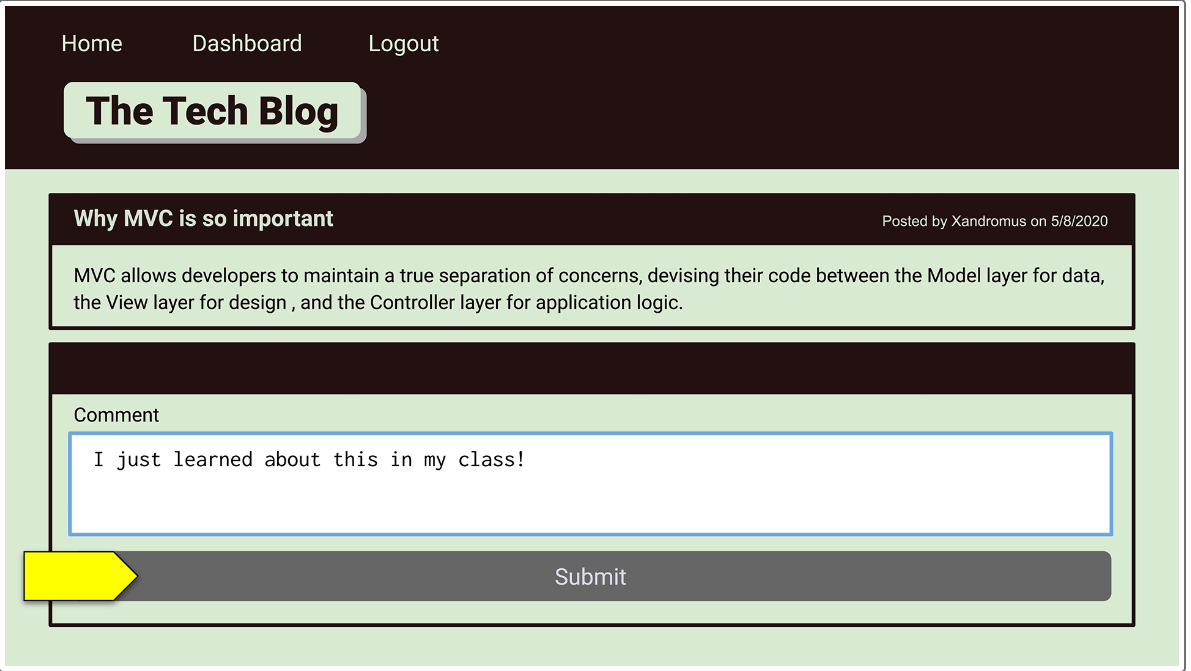 Home Dashboard Logout
The Tech Blog
Why MVC is so important
Posted by Xandromus on 5/8/2020
MVC allows developers to maintain a true separation of concerns, devising their code between the Model layer for data,
the View layer for design , and the Controller layer for application logic.
Comment
I just learned about this in my class!
Submit